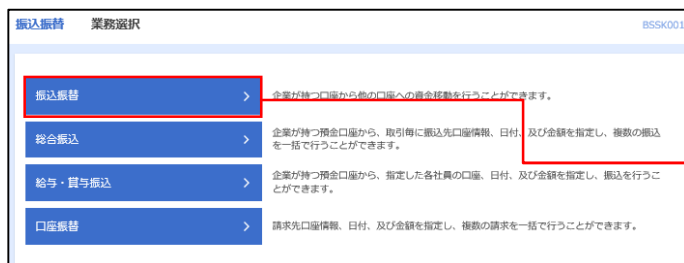 振込振替 業務選択 BSSK001
振込振替 企業が持つ口座から他の口座への資金移動を行うことができます。
総合振込 企業が持つ預金口座から、取引毎に振込先口座情報、日付、及び金額を指定し、複数の振込
を一括で行うことができます。
給与・賞与振込 企業が持つ預金口座から、指定した各社員の口座、日付、及び金額を指定し、振込を行うこ
とができます。
口座振替 請求先口座情報、日付、及び金額を指定し、複数の請求を一括で行うことができます。